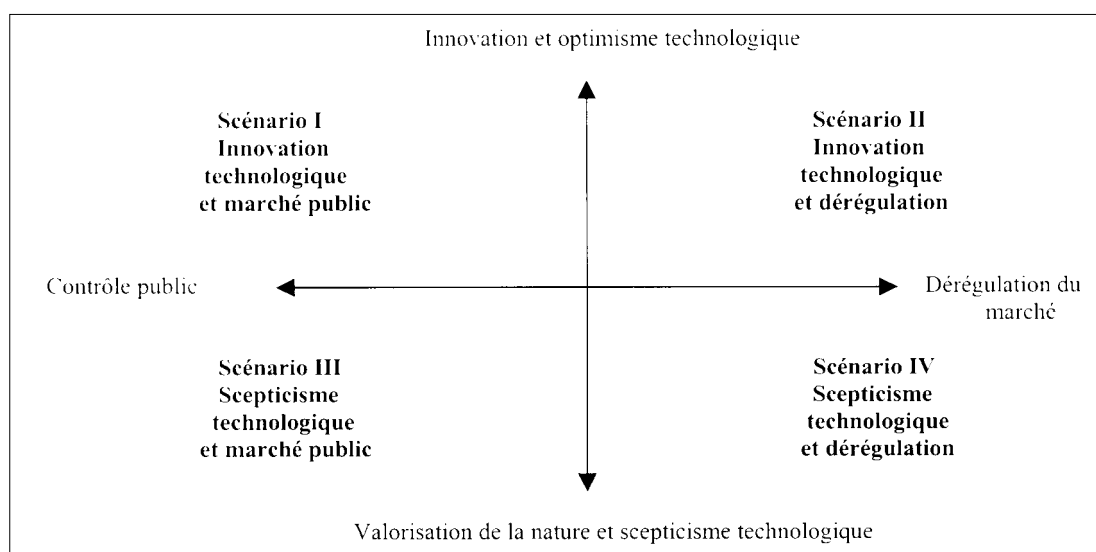 Innovation et optimisme technologique
Scénario I
Innovation
technologique
et marché public
Scénario II
Innovation
technologique
et dérégulation
Contrôle public
Dérégulation du
marché
Scénario III
Scepticisme
technologique
et marché public
Scénario IV
Scepticisme
technologique
et dérégulation
Valorisation de la nature et scepticisme technologique